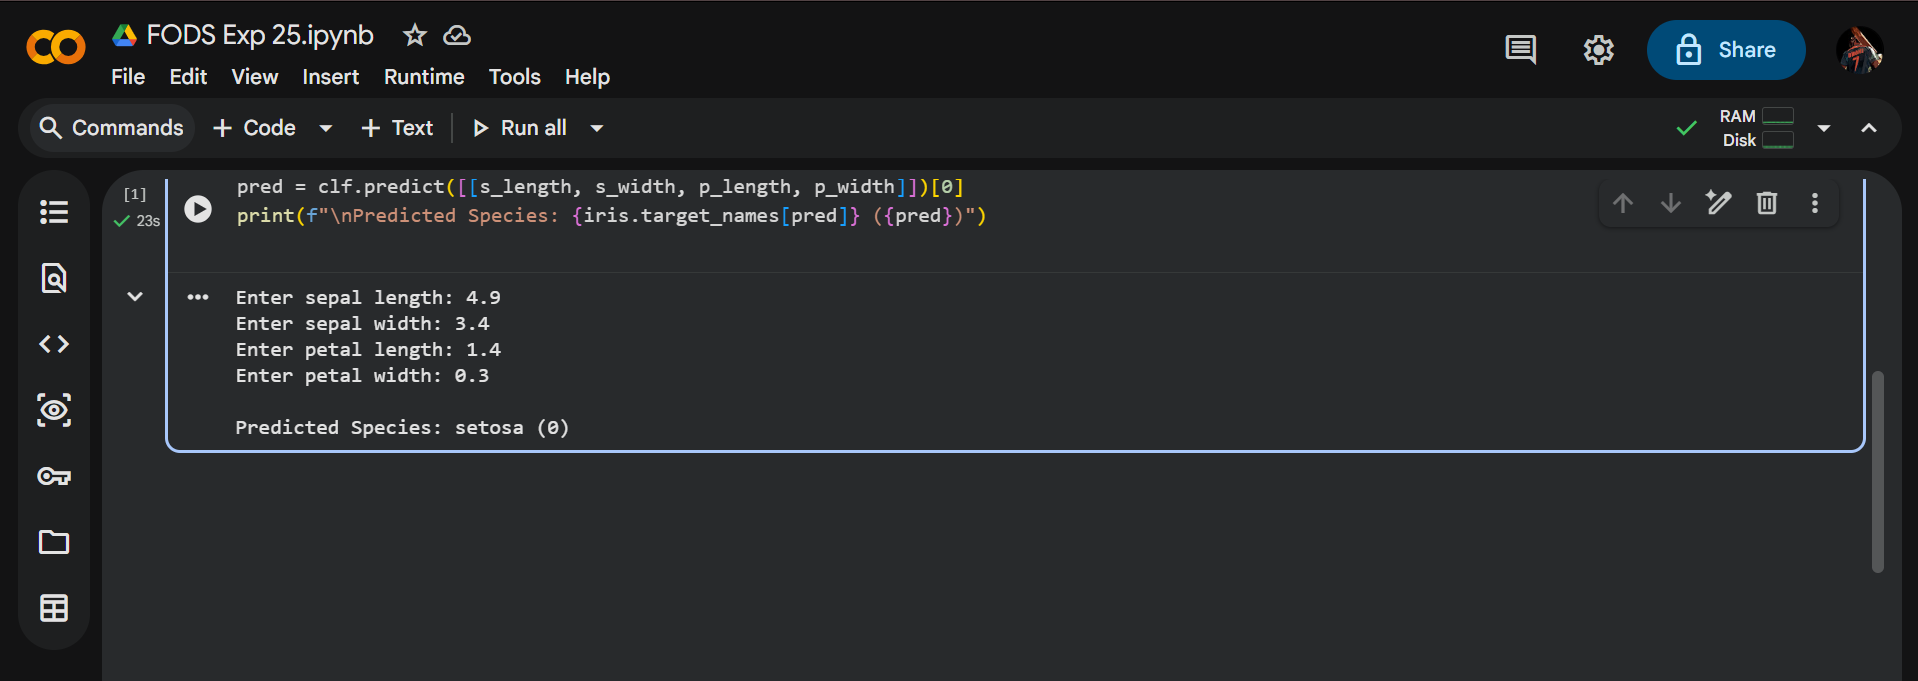 FODS Exp 25.ipynb
File Edit View Insert Runtime Tools Help
Share
Commands + Code + Text Run all
RAM
Disk
[1]
23s
pred = clf.predict([[s_length, s_width, p_length, p_width]])[0]
print(f"\nPredicted Species: {iris.target_names[pred]} ({pred})")
Enter sepal length: 4.9
Enter sepal width: 3.4
Enter petal length: 1.4
Enter petal width: 0.3
Predicted Species: setosa (0)